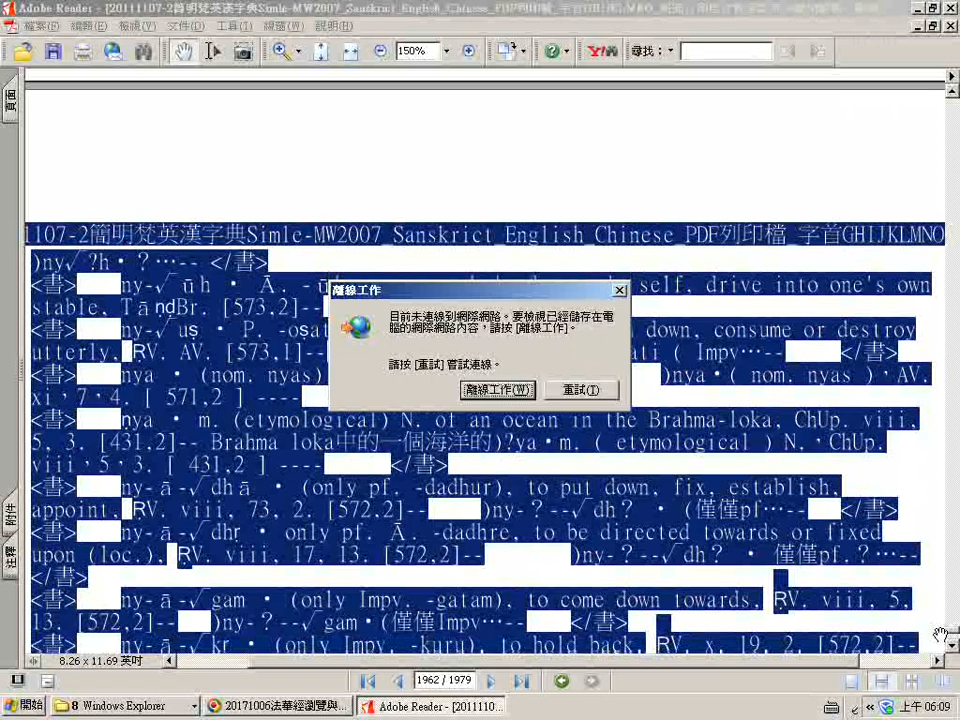 Adobe Reader - [20111107-2簡明梵英漢字典Simle-MW2007_Sanskrict_English_Chinese_PDF列印檔_字首GHIJKLMNO
檔案(F) 編輯(E) 檢視(V) 文件(D) 工具(T) 視窗(W) 說明(H)
150% 尋找:
頁面
1107-2簡明梵英漢字典Simle-MW2007_Sanskrict_English_Chinese_PDF列印檔_字首GHIJKLMNO
)ny√ ?h·?… </書>
<書> ny-√ ūh · Ā. self, drive into one's own
stable, TāṇḍBr. [573,2]--
<書> ny-√ uṣ · P. -oṣat down, consume or destroy
utterly, RV. AV. [573,1]-- ati ( Impv…-- </書>
<書> nya · (nom. nyas) )nya·( nom. nyas ),AV.
xi,7,4. [ 571,2 ] ----
<書> ṇya · m. (etymological) N. of an ocean in the Brahma-loka, ChUp. viii,
5, 3. [431,2]-- Brahma loka中的一個海洋的)?ya·m. ( etymological ) N.,ChUp.
viii,5,3. [ 431,2 ] ---- </書>
<書> ny-ā-√ dhā · (only pf. -dadhur), to put down, fix, establish,
appoint, RV. viii, 73, 2. [572,2]-- )ny-?--√ dh? ·(僅僅pf…-- </書>
<書> ny-ā-√ dhṛ · only pf. Ā. -dadhre, to be directed towards or fixed
upon (loc.), RV. viii, 17, 13. [572,2]-- )ny-?--√ dh? · 僅僅pf.?…--
</書>
<書> ny-ā-√ gam · (only Impv. -gatam), to come down towards, RV. viii, 5,
13. [572,2]-- )ny-?--√ gam·(僅僅Impv…-- </書>
<書> ny-ā-√ kṛ · (only Impv. -kuru), to hold back, RV. x, 19, 2. [572,2]--
離線工作
目前未連線到網際網路。要檢視已經儲存在電
腦的網際網路內容,請按 [離線工作]。
請按 [重試] 嘗試連線。
離線工作(W) 重試(T)
附件
注釋
8.26 x 11.69 英吋
1962 / 1979
開始 8 Windows Explorer 20171006法華經瀏覽與... Adobe Reader - [2011110... 上午 06:09